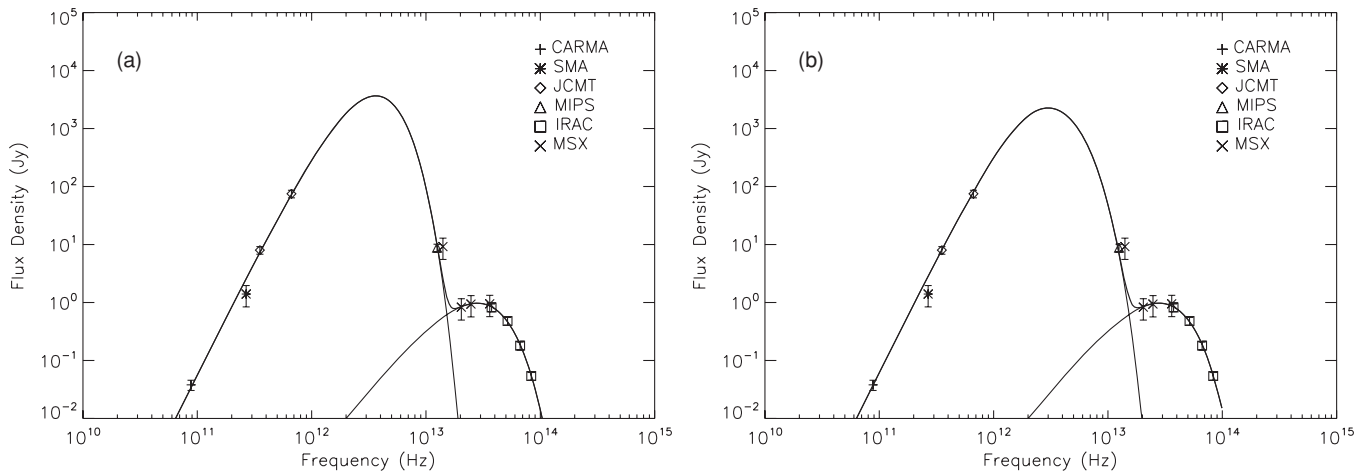 (a)
CARMA
SMA
JCMT
MIPS
IRAC
MSX
Flux Density (Jy)
10^5
10^4
10^3
10^2
10^1
10^0
10^-1
10^-2
10^10 10^11 10^12 10^13 10^14 10^15
Frequency (Hz)
(b)
CARMA
SMA
JCMT
MIPS
IRAC
MSX
Flux Density (Jy)
10^5
10^4
10^3
10^2
10^1
10^0
10^-1
10^-2
10^10 10^11 10^12 10^13 10^14 10^15
Frequency (Hz)